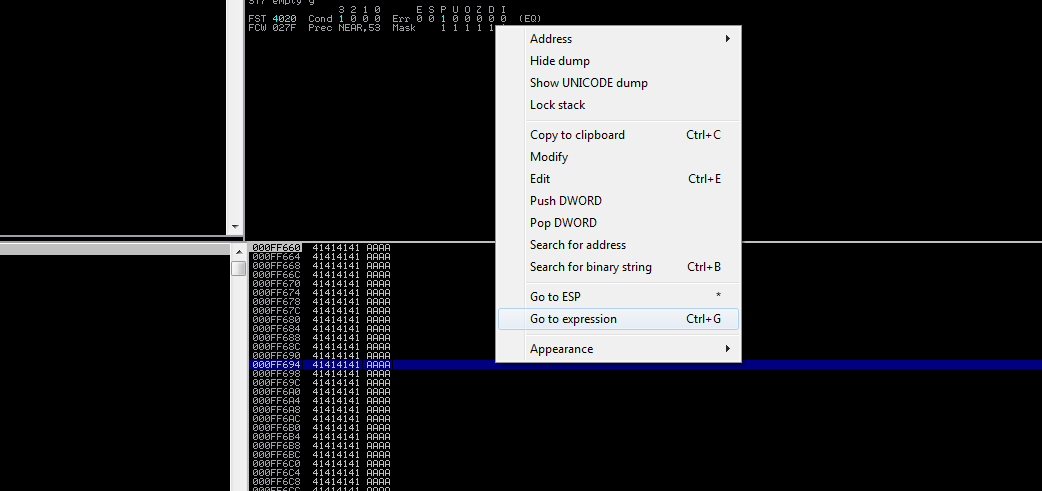 ST7 empty g
3 2 1 0 E S P U O Z D I
FST 4020 Cond 1 0 0 0 Err 0 0 1 0 0 0 0 0 (EQ)
FCW 027F Prec NEAR,53 Mask 1 1 1 1 1
Address
Hide dump
Show UNICODE dump
Lock stack
Copy to clipboard Ctrl+C
Modify
Edit Ctrl+E
Push DWORD
Pop DWORD
Search for address
Search for binary string Ctrl+B
Go to ESP *
Go to expression Ctrl+G
Appearance
000FF660 41414141 AAAA
000FF664 41414141 AAAA
000FF668 41414141 AAAA
000FF66C 41414141 AAAA
000FF670 41414141 AAAA
000FF674 41414141 AAAA
000FF678 41414141 AAAA
000FF67C 41414141 AAAA
000FF680 41414141 AAAA
000FF684 41414141 AAAA
000FF688 41414141 AAAA
000FF68C 41414141 AAAA
000FF690 41414141 AAAA
000FF694 41414141 AAAA
000FF698 41414141 AAAA
000FF69C 41414141 AAAA
000FF6A0 41414141 AAAA
000FF6A4 41414141 AAAA
000FF6A8 41414141 AAAA
000FF6AC 41414141 AAAA
000FF6B0 41414141 AAAA
000FF6B4 41414141 AAAA
000FF6B8 41414141 AAAA
000FF6BC 41414141 AAAA
000FF6C0 41414141 AAAA
000FF6C4 41414141 AAAA
000FF6C8 41414141 AAAA
000FF6CC 41414141 AAAA